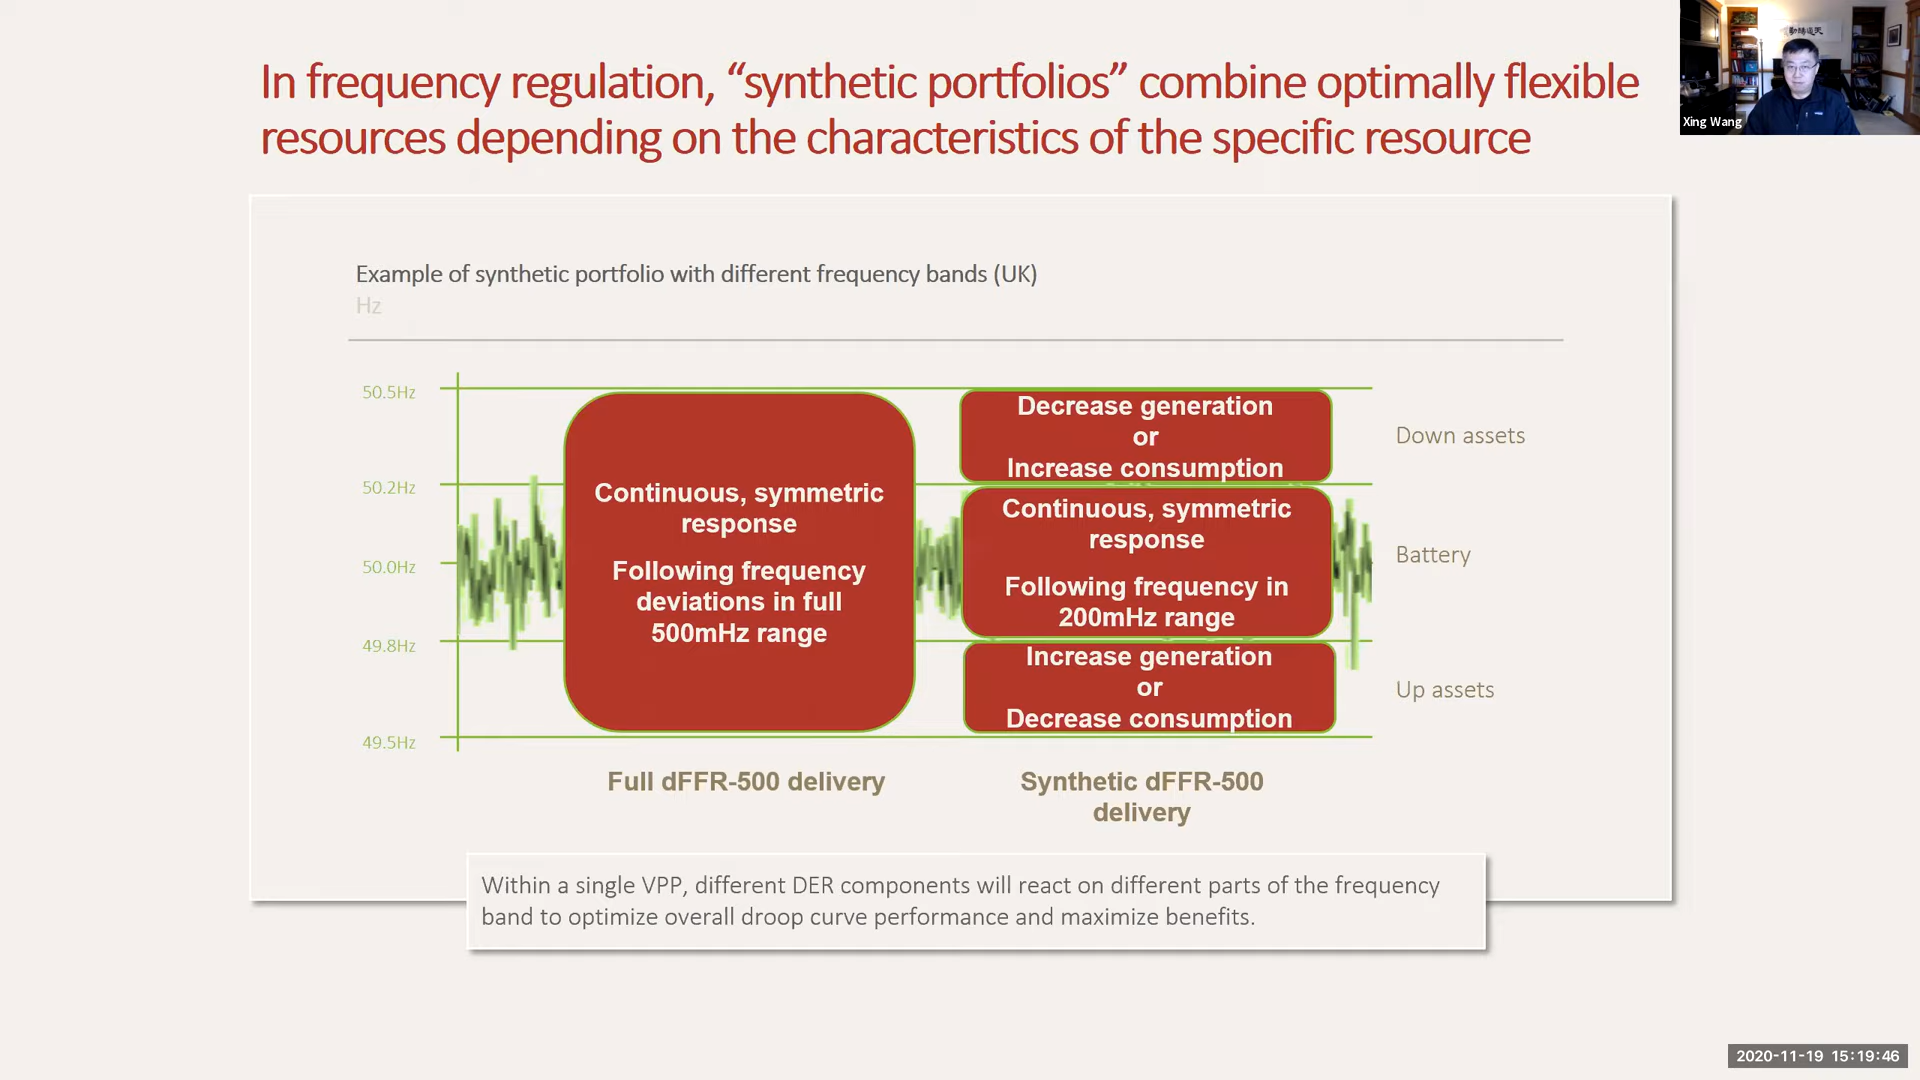 In frequency regulation, “synthetic portfolios” combine optimally flexible
resources depending on the characteristics of the specific resource
Xing Wang
Example of synthetic portfolio with different frequency bands (UK)
Hz
50.5Hz
50.2Hz
50.0Hz
49.8Hz
49.5Hz
Continuous, symmetric
response
Following frequency
deviations in full
500mHz range
Decrease generation
or
Increase consumption
Continuous, symmetric
response
Following frequency in
200mHz range
Increase generation
or
Decrease consumption
Down assets
Battery
Up assets
Full dFFR-500 delivery
Synthetic dFFR-500
delivery
Within a single VPP, different DER components will react on different parts of the frequency
band to optimize overall droop curve performance and maximize benefits.
2020-11-19 15:19:46